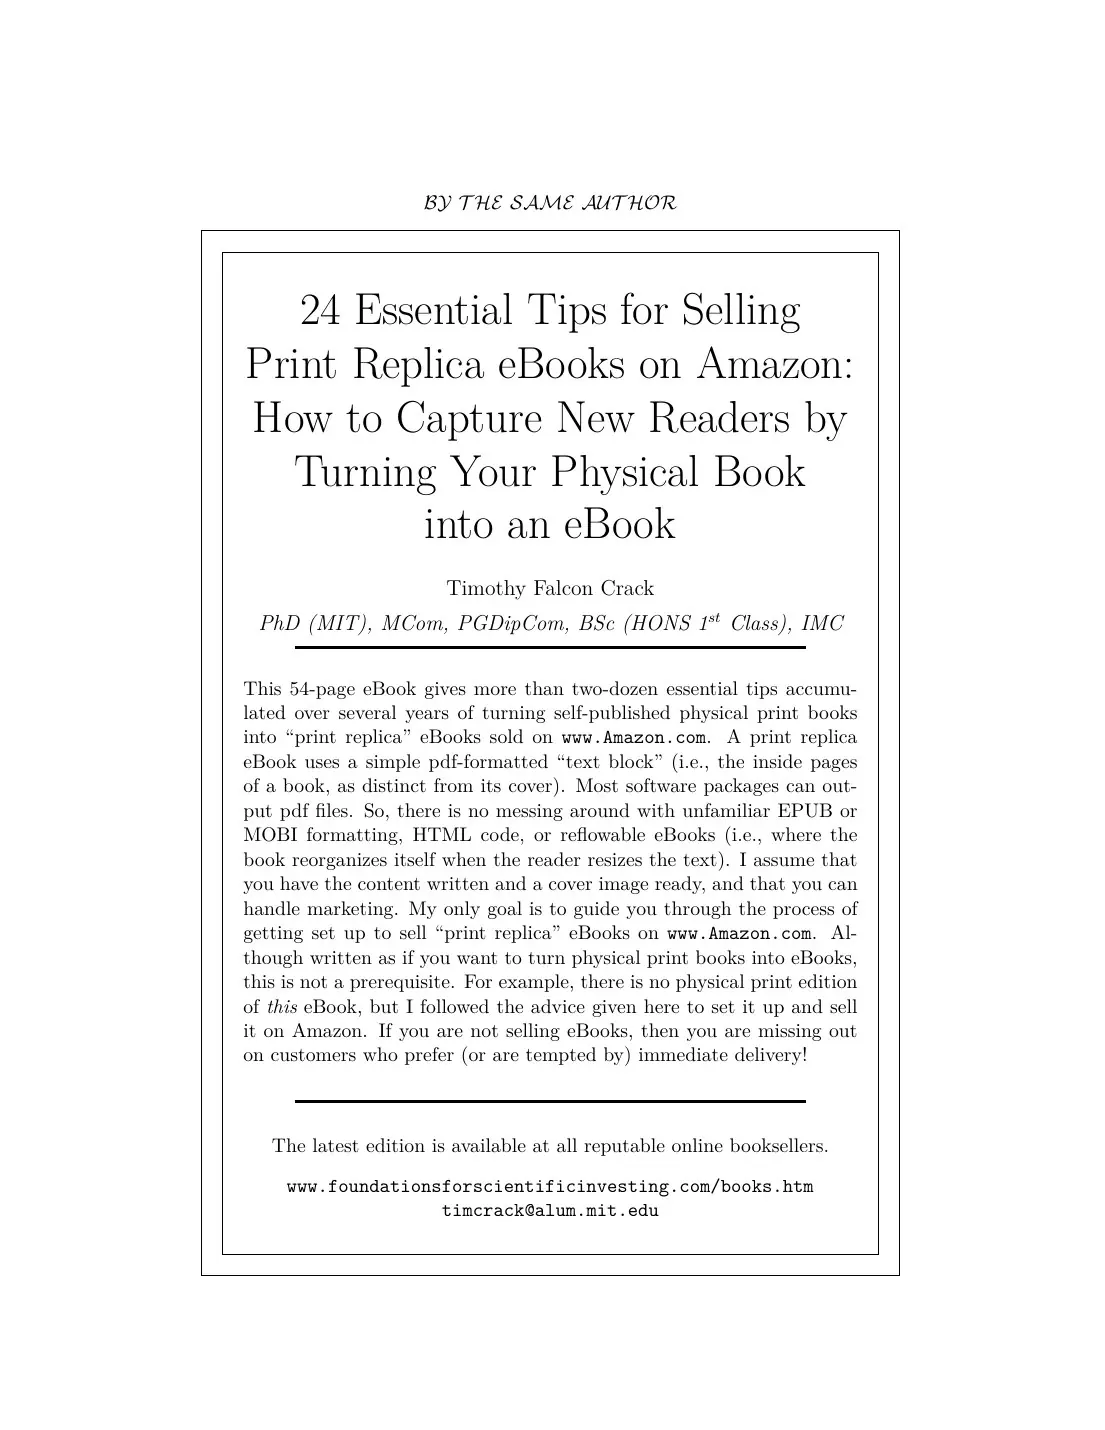 BY THE SAME AUTHOR
24 Essential Tips for Selling
Print Replica eBooks on Amazon:
How to Capture New Readers by
Turning Your Physical Book
into an eBook
Timothy Falcon Crack
PhD (MIT), MCom, PGDipCom, BSc (HONS 1st Class), IMC
This 54-page eBook gives more than two-dozen essential tips accumu-
lated over several years of turning self-published physical print books
into “print replica” eBooks sold on www.Amazon.com. A print replica
eBook uses a simple pdf-formatted “text block” (i.e., the inside pages
of a book, as distinct from its cover). Most software packages can out-
put pdf files. So, there is no messing around with unfamiliar EPUB or
MOBI formatting, HTML code, or reflowable eBooks (i.e., where the
book reorganizes itself when the reader resizes the text). I assume that
you have the content written and a cover image ready, and that you can
handle marketing. My only goal is to guide you through the process of
getting set up to sell “print replica” eBooks on www.Amazon.com. Al-
though written as if you want to turn physical print books into eBooks,
this is not a prerequisite. For example, there is no physical print edition
of this eBook, but I followed the advice given here to set it up and sell
it on Amazon. If you are not selling eBooks, then you are missing out
on customers who prefer (or are tempted by) immediate delivery!
The latest edition is available at all reputable online booksellers.
www.foundationsforscientificinvesting.com/books.htm
timcrack@alum.mit.edu